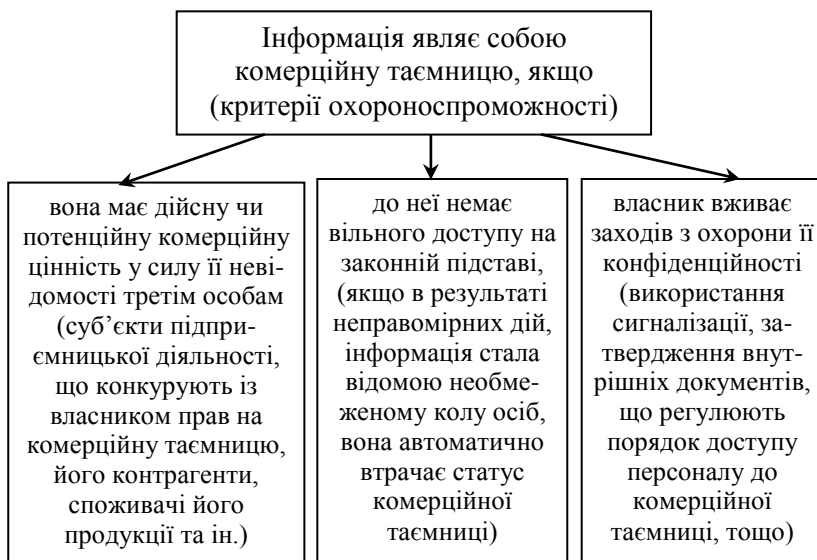 Інформація являє собою
комерційну таємницю, якщо
(критерії охороноспроможності)
вона має дійсну чи
потенційну комерційну
цінність у силу її неві-
домості третім особам
(суб’єкти підпри-
ємницької діяльності,
що конкурують із
власником прав на
комерційну таємницю,
його контрагенти,
споживачі його
продукції та ін.)
до неї немає
вільного доступу на
законній підставі,
(якщо в результаті
неправомірних дій,
інформація стала
відомою необме-
женому колу осіб,
вона автоматично
втрачає статус
комерційної
таємниці)
власник вживає
заходів з охорони її
конфіденційності
(використання
сигналізації, за-
твердження внут-
рішніх документів,
що регулюють
порядок доступу
персоналу до
комерційної
таємниці, тощо)